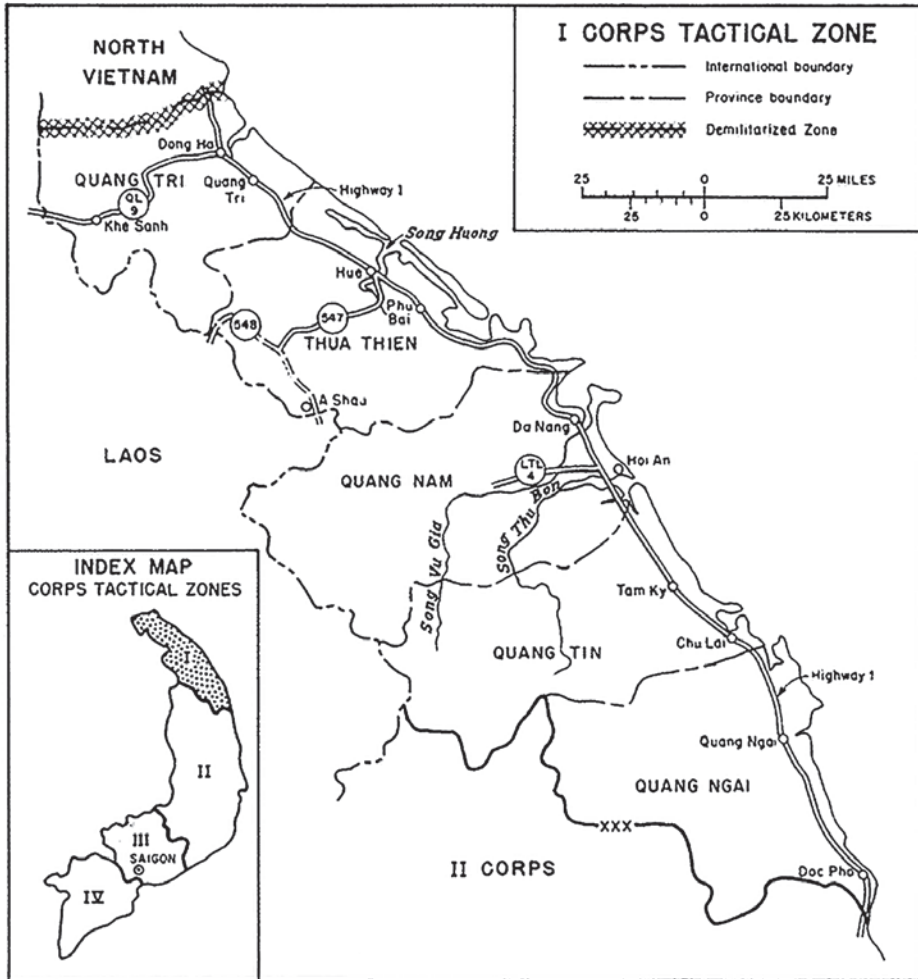 I CORPS TACTICAL ZONE
International boundary
Province boundary
Demilitarized Zone
25 0 25 MILES
25 0 25 KILOMETERS
NORTH
VIETNAM
Dong Ha
QUANG TRI
Quang
Tri
Highway 1
QL
9
Khe Sanh
Song Huong
Hue
Phu
Bai
548
547
THUA THIEN
A Shau
LAOS
Da Nang
Hoi An
LTL
4
QUANG NAM
Song Thu Bon
Song Vu Gia
Tam Ky
Chu Lai
QUANG TIN
Highway 1
Quang Ngai
QUANG NGAI
XXX
II CORPS
Doc Pho
INDEX MAP
CORPS TACTICAL ZONES
I
II
III
SAIGON
IV